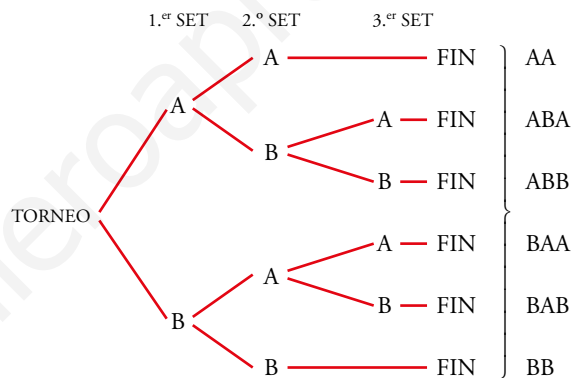 1.er SET 2.º SET 3.er SET
A FIN AA
A A FIN ABA
B
B FIN ABB
TORNEO
A FIN BAA
A
B B FIN BAB
B FIN BB